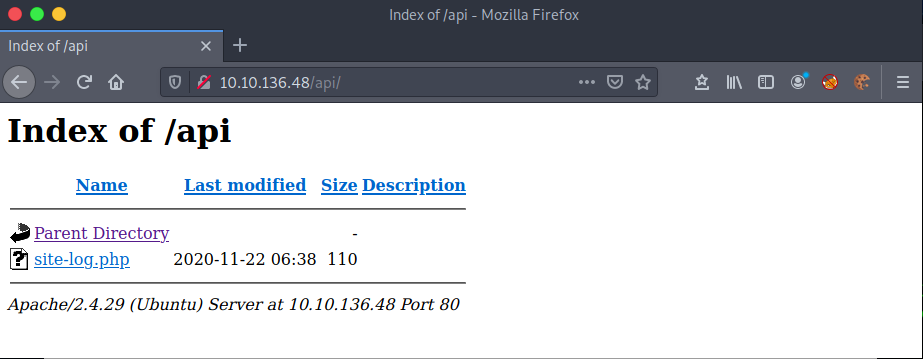 Index of /api - Mozilla Firefox
Index of /api
10.10.136.48/api/
Index of /api
Name Last modified Size Description
Parent Directory -
site-log.php 2020-11-22 06:38 110
Apache/2.4.29 (Ubuntu) Server at 10.10.136.48 Port 80